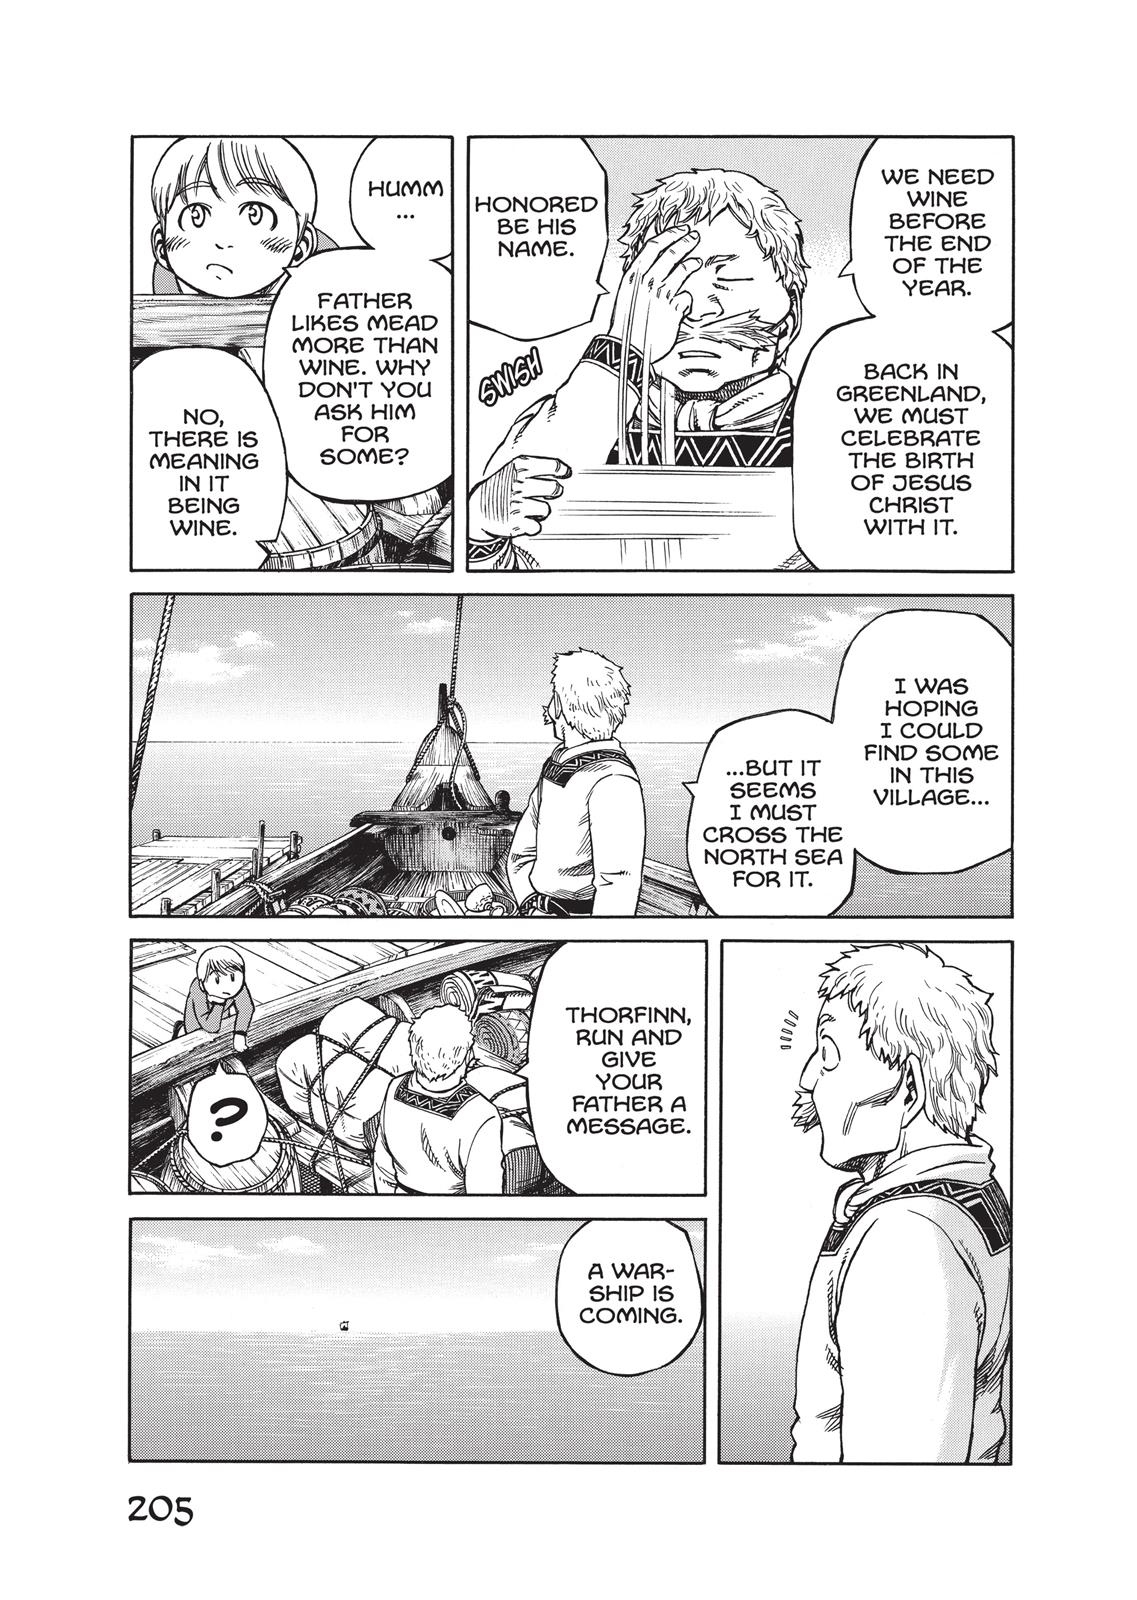 WE NEED
WINE
BEFORE
THE END
OF THE
YEAR.
BACK IN
GREENLAND,
WE MUST
CELEBRATE
THE BIRTH
OF JESUS
CHRIST
WITH IT.
HONORED
BE HIS
NAME.
SWISH
HUMM
...
FATHER
LIKES MEAD
MORE THAN
WINE. WHY
DON'T YOU
ASK HIM
FOR
SOME?
NO,
THERE IS
MEANING
IN IT
BEING
WINE.
I WAS
HOPING
I COULD
FIND SOME
IN THIS
VILLAGE...
...BUT IT
SEEMS
I MUST
CROSS THE
NORTH SEA
FOR IT.
THORFINN,
RUN AND
GIVE
YOUR
FATHER A
MESSAGE.
?
A WAR-
SHIP IS
COMING.
205